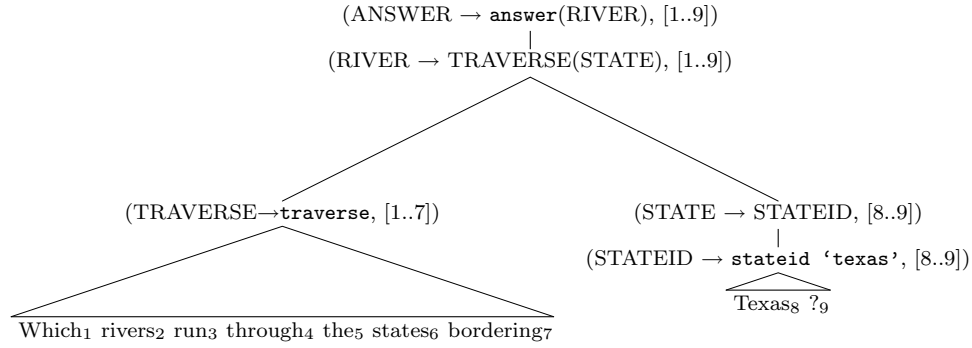 (ANSWER → answer(RIVER), [1..9])
(RIVER → TRAVERSE(STATE), [1..9])
(TRAVERSE→traverse, [1..7])
(STATE → STATEID, [8..9])
(STATEID → stateid ‘texas’, [8..9])
Texas₈ ?₉
Which₁ rivers₂ run₃ through₄ the₅ states₆ bordering₇